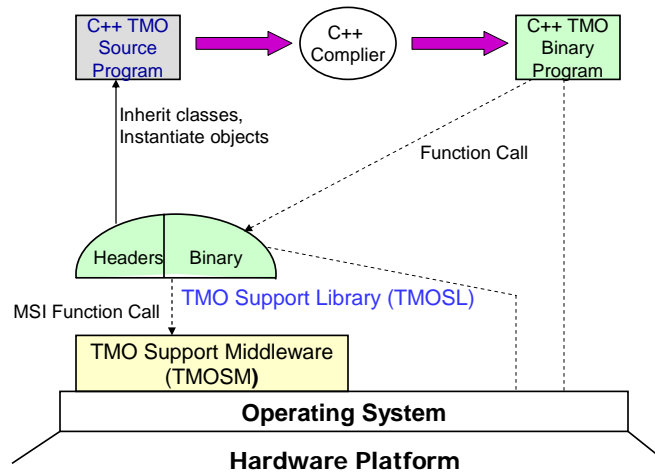 C++ TMO
Source
Program
C++
Complier
C++ TMO
Binary
Program
Inherit classes,
Instantiate objects
Function Call
Headers
Binary
TMO Support Library (TMOSL)
MSI Function Call
TMO Support Middleware
(TMOSM)
Operating System
Hardware Platform